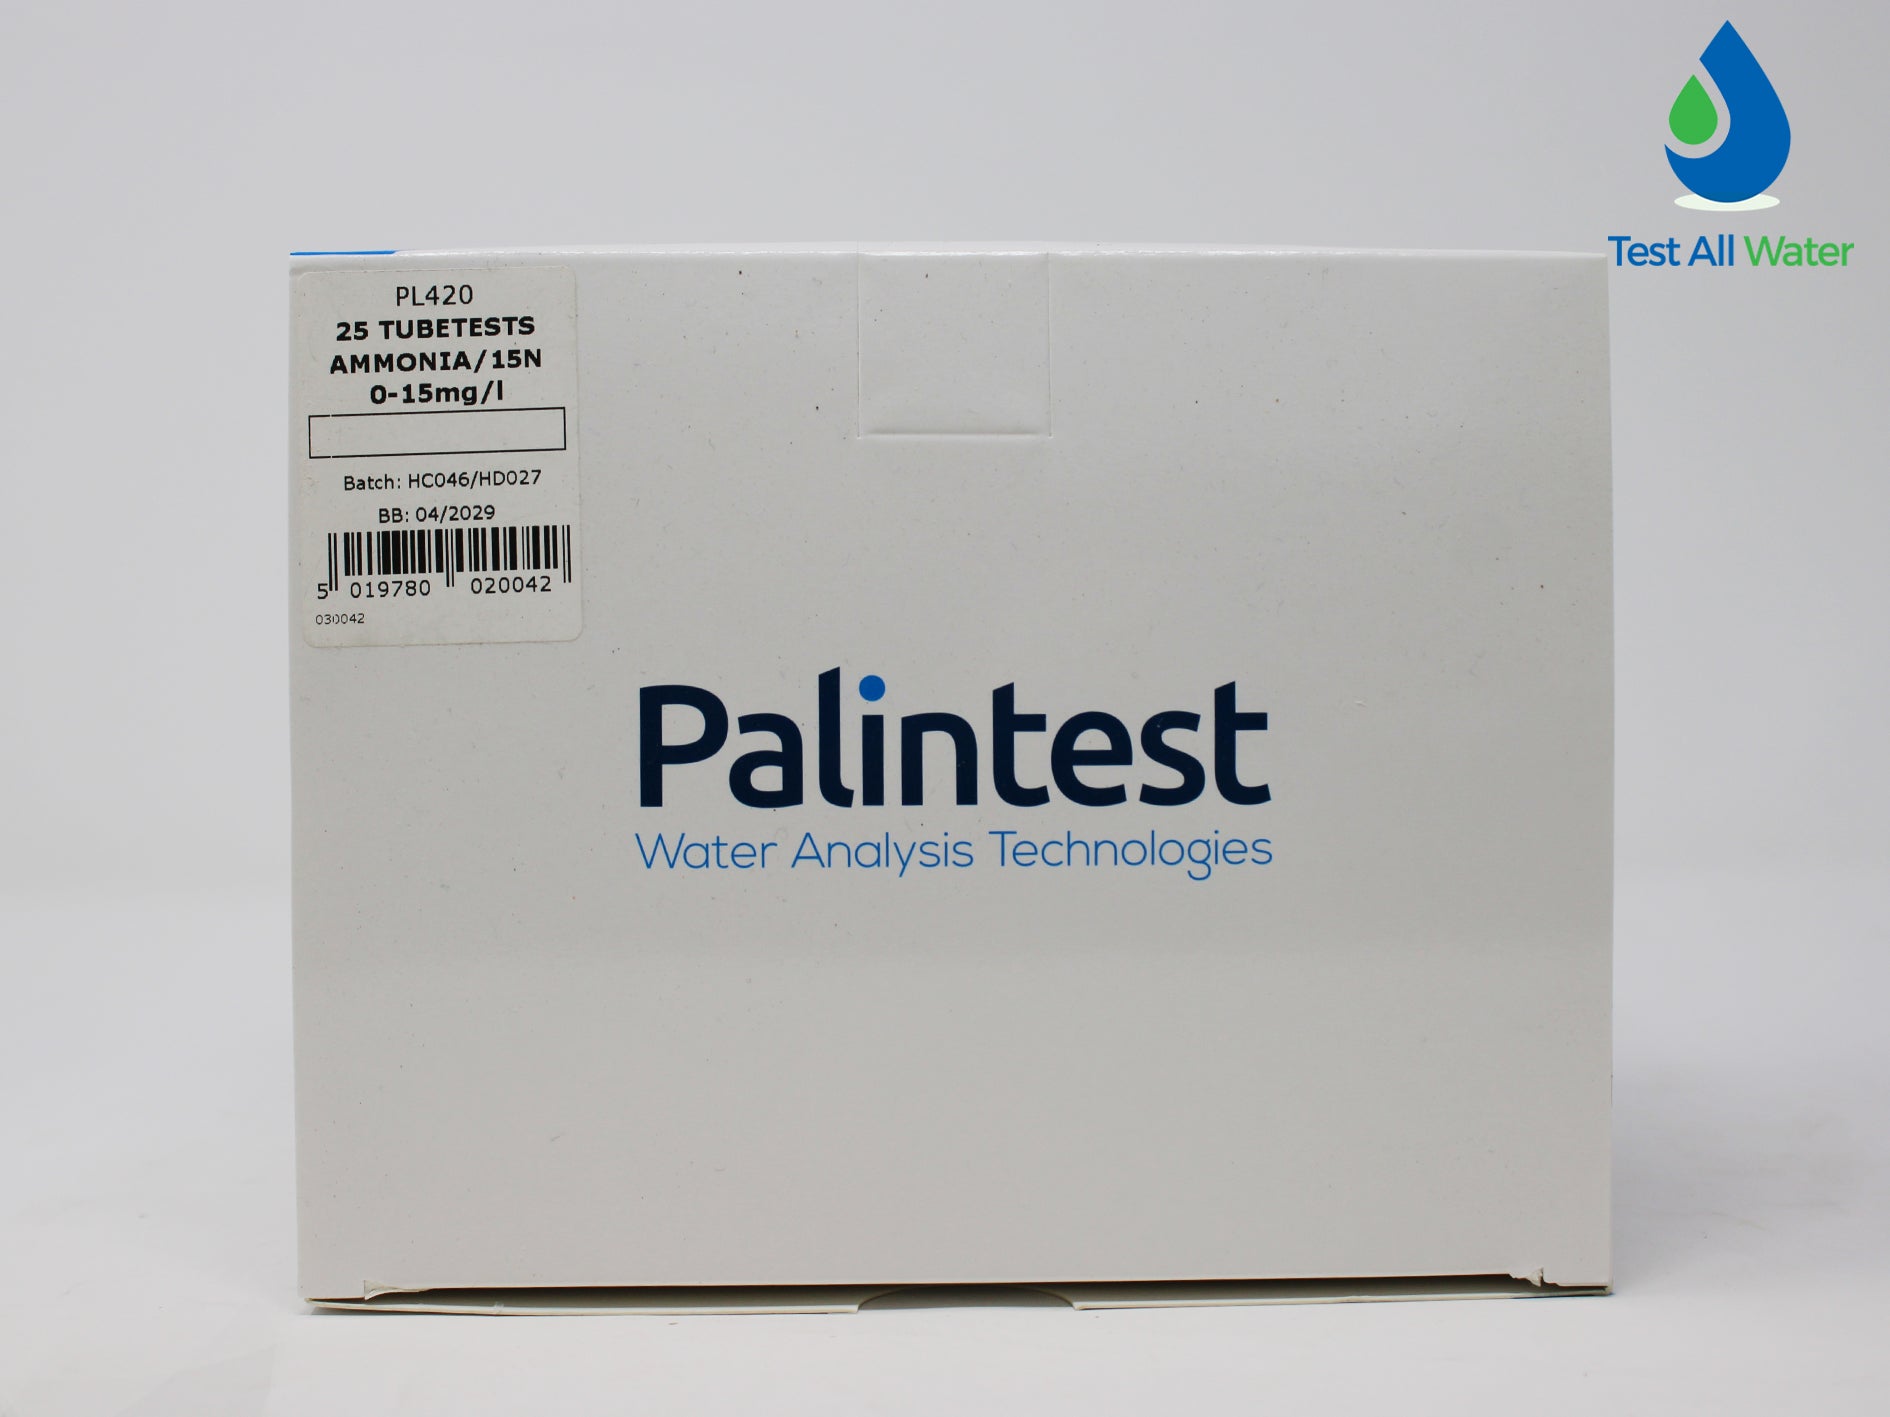 Test All Water
PL420
25 TUBETESTS
AMMONIA/15N
0-15mg/l
Batch: HC046/HD027
BB: 04/2029
5 019780 020042
030042
Palintest
Water Analysis Technologies